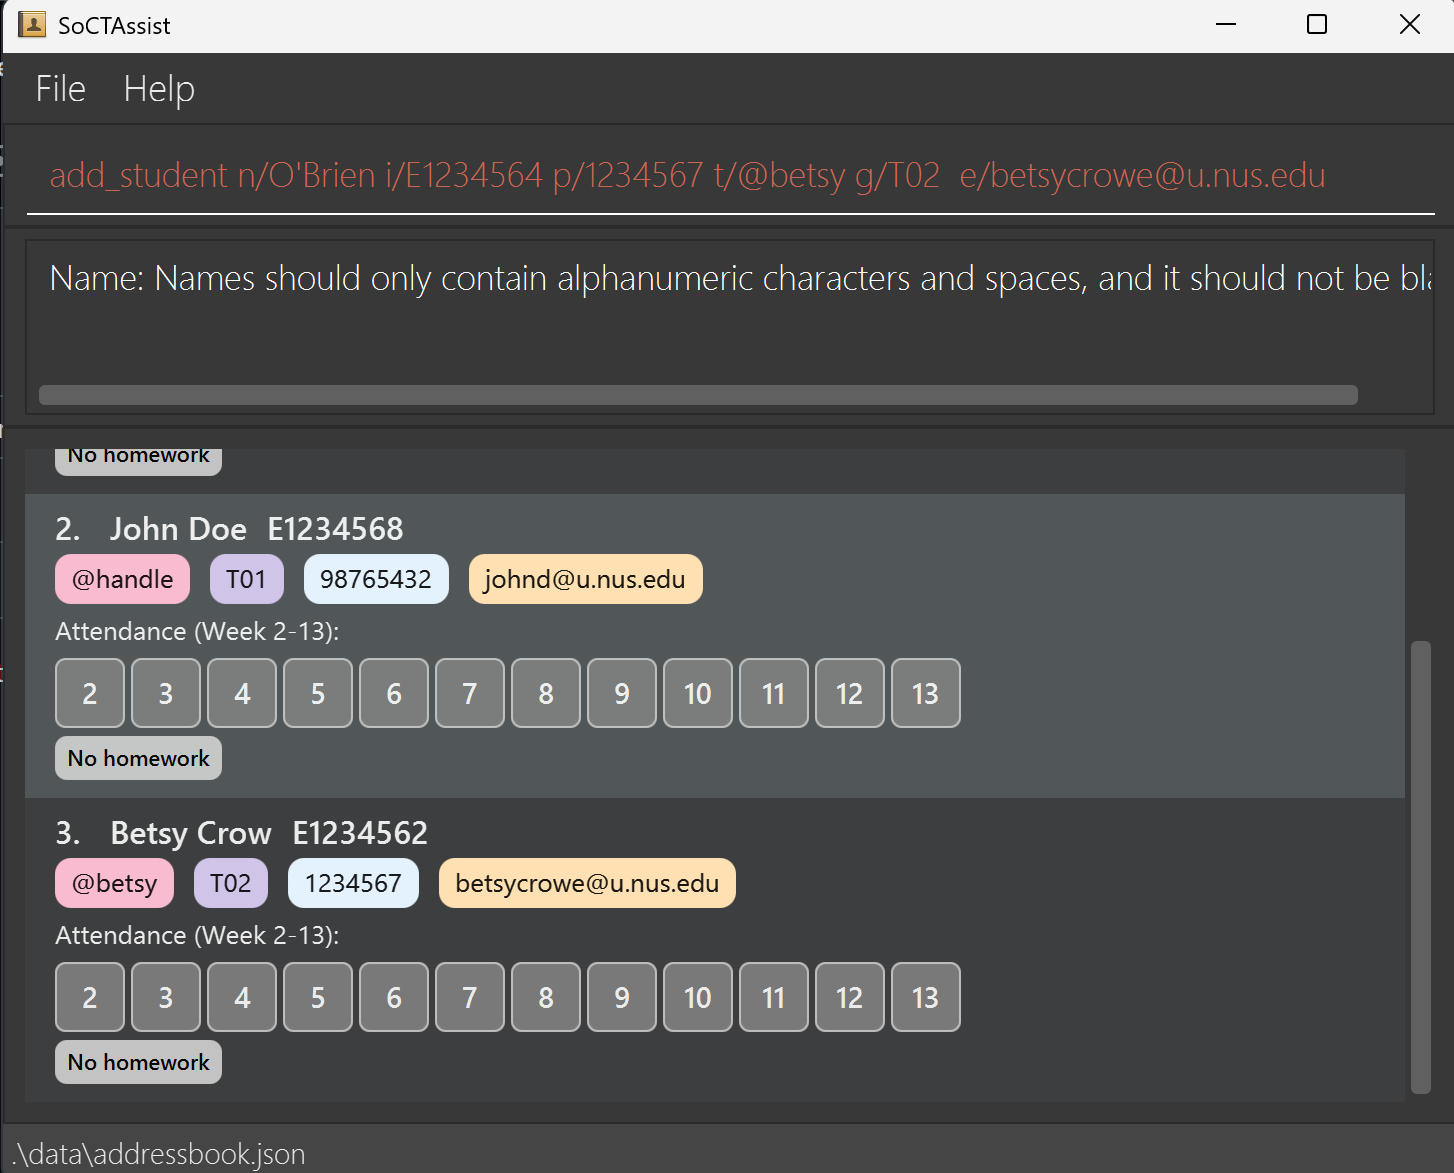 SoCTAssist
File Help
add_student n/O'Brien i/E1234564 p/1234567 t/@betsy g/T02  e/betsycrowe@u.nus.edu
Name: Names should only contain alphanumeric characters and spaces, and it should not be
No homework
2. John Doe E1234568
@handle T01 98765432 johnd@u.nus.edu
Attendance (Week 2-13):
2 3 4 5 6 7 8 9 10 11 12 13
No homework
3. Betsy Crow E1234562
@betsy T02 1234567 betsycrowe@u.nus.edu
Attendance (Week 2-13):
2 3 4 5 6 7 8 9 10 11 12 13
No homework
.\data\addressbook.json